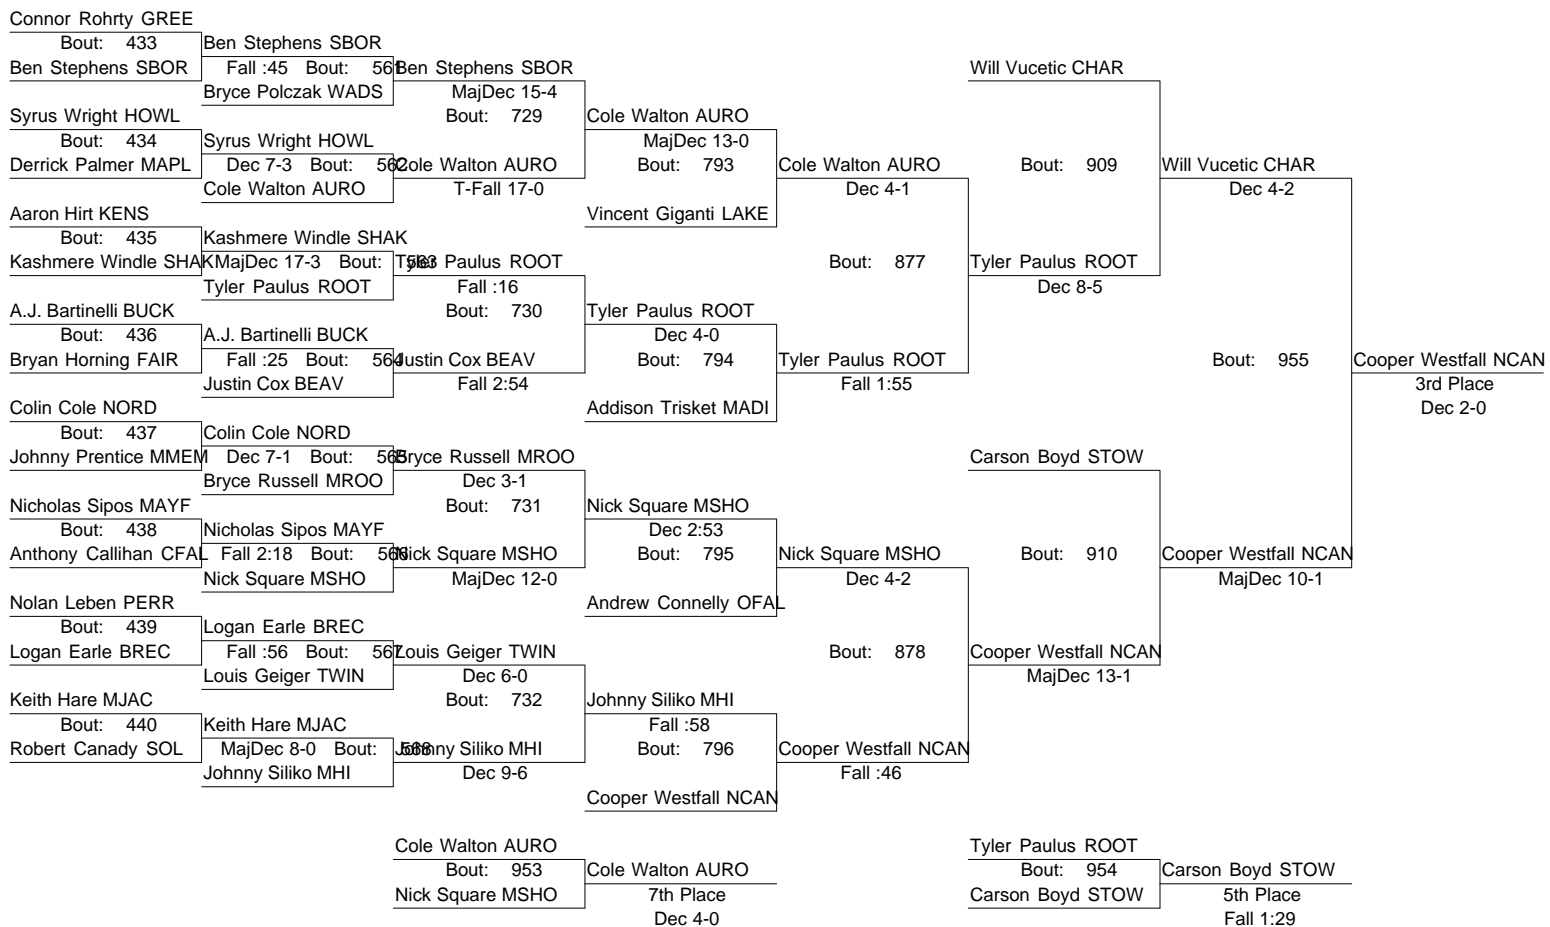 Connor Rohrty GREE
Bout: 433
Ben Stephens SBOR
Syrus Wright HOWL
Bout: 434
Derrick Palmer MAPL
Aaron Hirt KENS
Bout: 435
Kashmere Windle SHAK
A.J. Bartinelli BUCK
Bout: 436
Bryan Horning FAIR
Colin Cole NORD
Bout: 437
Johnny Prentice MMEM
Nicholas Sipos MAYF
Bout: 438
Anthony Callihan CFAL
Nolan Leben PERR
Bout: 439
Logan Earle BREC
Keith Hare MJAC
Bout: 440
Robert Canady SOL
Ben Stephens SBOR
Fall :45 Bout: 561
Bryce Polczak WADS
Syrus Wright HOWL
Dec 7-3 Bout: 562
Cole Walton AURO
Kashmere Windle SHAK
MajDec 17-3 Bout: 563
Tyler Paulus ROOT
A.J. Bartinelli BUCK
Fall :25 Bout: 564
Justin Cox BEAV
Colin Cole NORD
Dec 7-1 Bout: 565
Bryce Russell MROO
Nicholas Sipos MAYF
Fall 2:18 Bout: 566
Nick Square MSHO
Logan Earle BREC
Fall :56 Bout: 567
Louis Geiger TWIN
Keith Hare MJAC
MajDec 8-0 Bout: 568
Johnny Siliko MHI
Ben Stephens SBOR
MajDec 15-4
Bout: 729
Cole Walton AURO
T-Fall 17-0
Tyler Paulus ROOT
Fall :16
Bout: 730
Justin Cox BEAV
Fall 2:54
Bryce Russell MROO
Dec 3-1
Bout: 731
Nick Square MSHO
MajDec 12-0
Louis Geiger TWIN
Dec 6-0
Bout: 732
Johnny Siliko MHI
Dec 9-6
Cole Walton AURO
MajDec 13-0
Bout: 793
Vincent Giganti LAKE
Tyler Paulus ROOT
Dec 4-0
Bout: 794
Addison Trisket MADI
Nick Square MSHO
Dec 2:53
Bout: 795
Andrew Connelly OFAL
Johnny Siliko MHI
Fall :58
Bout: 796
Cooper Westfall NCAN
Cole Walton AURO
Dec 4-1
Bout: 877
Tyler Paulus ROOT
Fall 1:55
Nick Square MSHO
Dec 4-2
Bout: 878
Cooper Westfall NCAN
Fall :46
Will Vucetic CHAR
Bout: 909
Tyler Paulus ROOT
Dec 8-5
Carson Boyd STOW
Bout: 910
Cooper Westfall NCAN
MajDec 13-1
Will Vucetic CHAR
Dec 4-2
Bout: 955
Cooper Westfall NCAN
MajDec 10-1
Cooper Westfall NCAN
3rd Place
Dec 2-0
Cole Walton AURO
Bout: 953
Nick Square MSHO
Cole Walton AURO
7th Place
Dec 4-0
Tyler Paulus ROOT
Bout: 954
Carson Boyd STOW
Carson Boyd STOW
5th Place
Fall 1:29